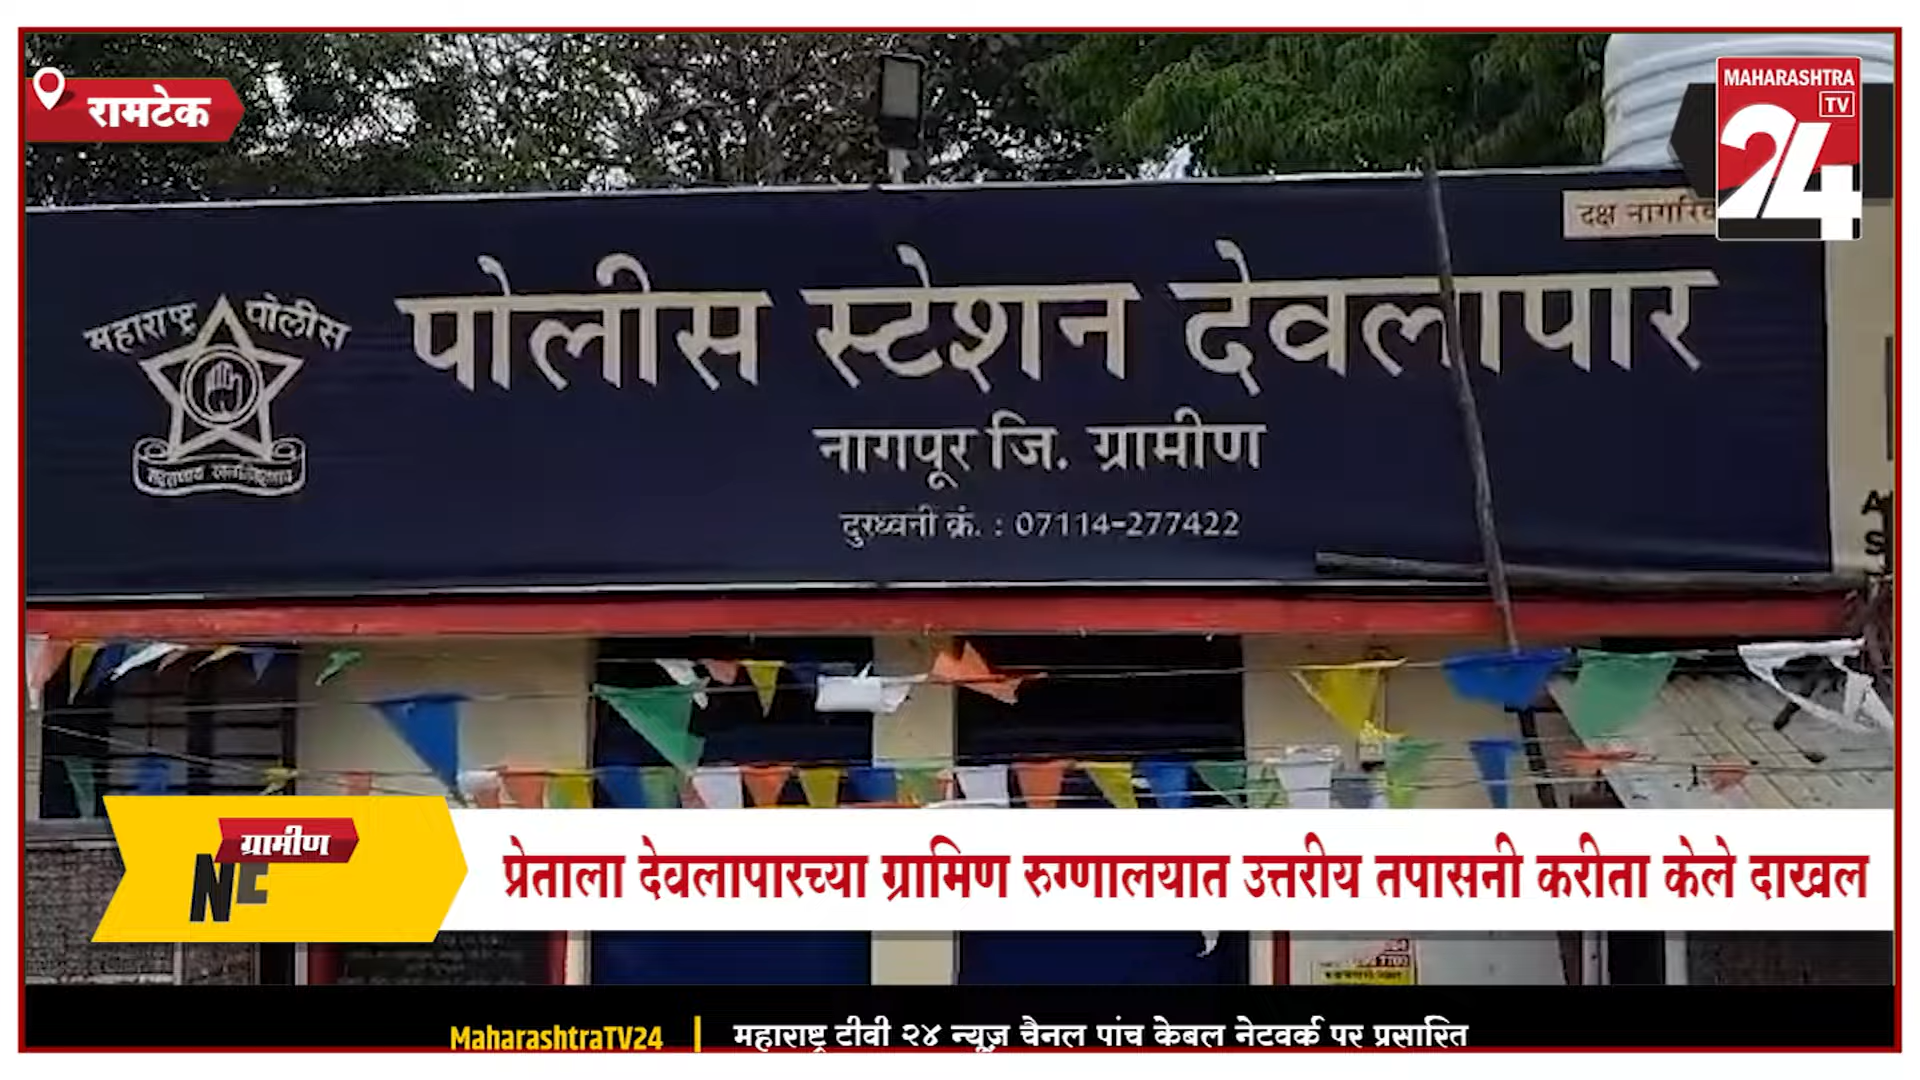 रामटेक
MAHARASHTRA
TV
24
दक्ष
महाराष्ट्र पोलीस
पोलीस स्टेशन देवलापार
नागपूर जि. ग्रामीण
दुरध्वनी क्रं. : 07114-277422
ग्रामीण
NE
प्रेताला देवलापारच्या ग्रामिण रुग्णालयात उत्तरीय तपासनी करीता केले दाखल
MaharashtraTV24 | महाराष्ट्र टीवी २४ न्यूज़ चैनल पांच केबल नेटवर्क पर प्रसारित